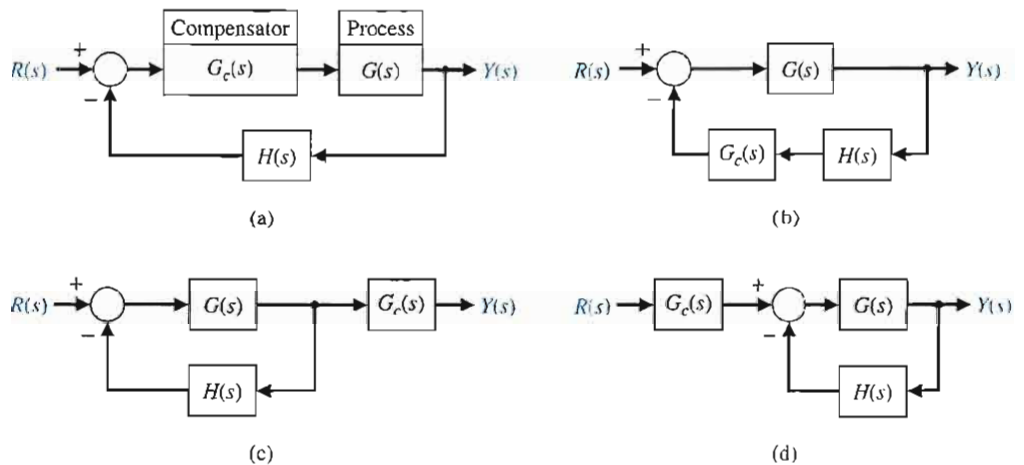 Compensator
Process
R(s)
+
G_c(s)
G(s)
Y(s)
−
H(s)
(a)
R(s)
+
G(s)
Y(s)
−
G_c(s)
H(s)
(b)
R(s)
+
G(s)
G_c(s)
Y(s)
−
H(s)
(c)
R(s)
G_c(s)
+
G(s)
Y(s)
−
H(s)
(d)